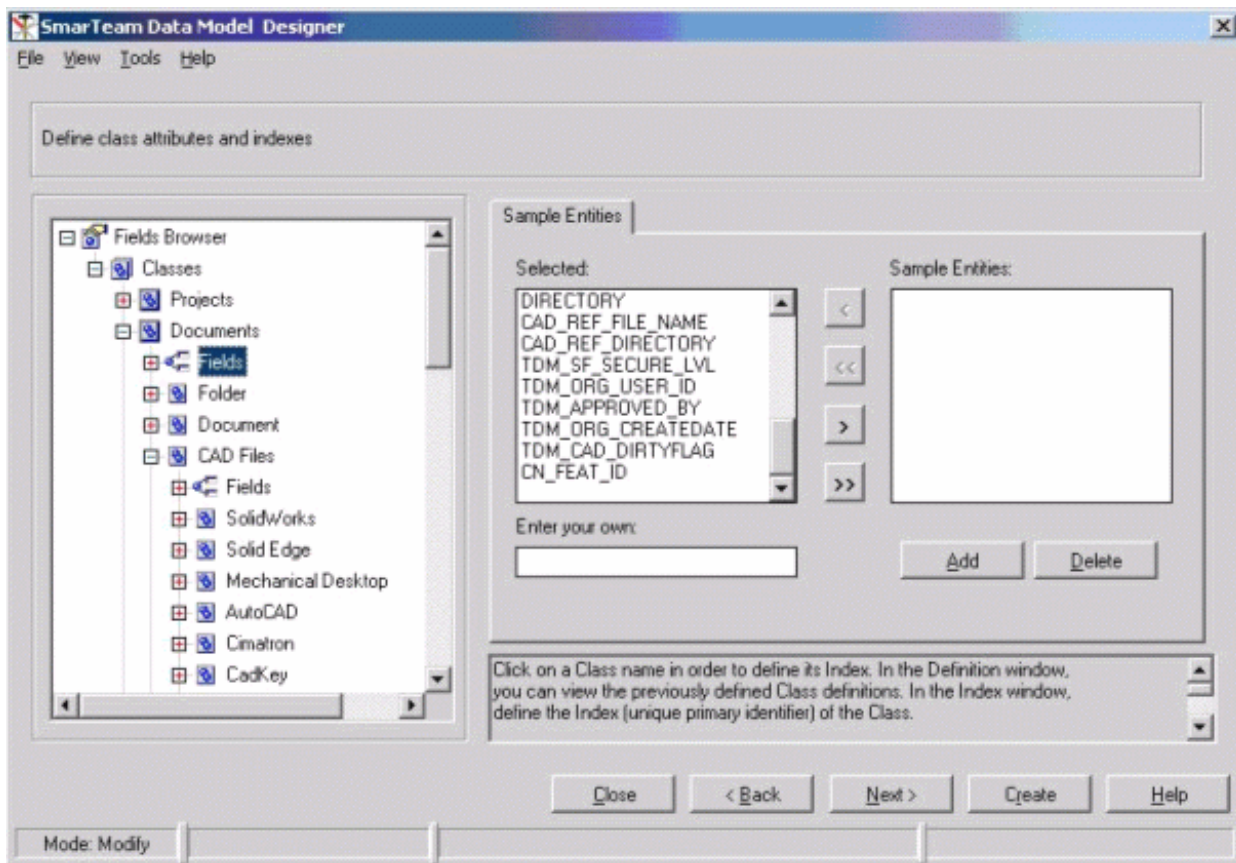 SmarTeam Data Model Designer
File View Tools Help
Define class attributes and indexes
Fields Browser
Classes
Projects
Documents
Fields
Folder
Document
CAD Files
Fields
SolidWorks
Solid Edge
Mechanical Desktop
AutoCAD
Cimatron
CadKey
Sample Entities
Selected:
DIRECTORY
CAD_REF_FILE_NAME
CAD_REF_DIRECTORY
TDM_SF_SECURE_LVL
TDM_ORG_USER_ID
TDM_APPROVED_BY
TDM_ORG_CREATEDATE
TDM_CAD_DIRTYFLAG
CN_FEAT_ID
<
<<
>
>>
Sample Entities:
Enter your own:
Add Delete
Click on a Class name in order to define its Index. In the Definition window,
you can view the previously defined Class definitions. In the Index window,
define the Index (unique primary identifier) of the Class.
Close < Back Next > Create Help
Mode: Modify